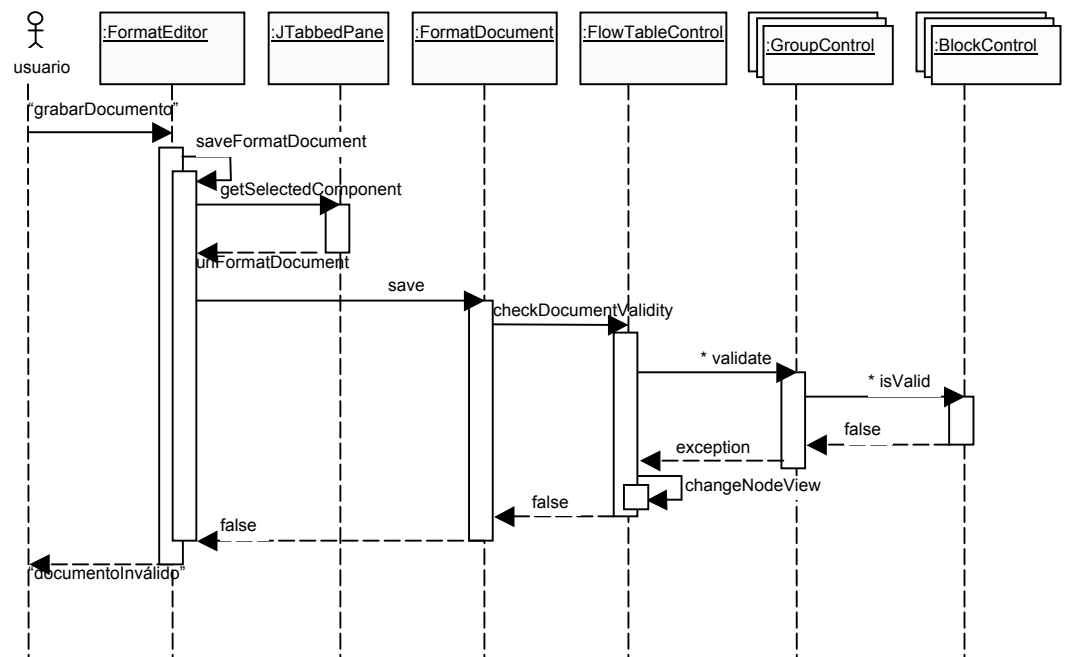 :FormatEditor
:JTabbedPane
:FormatDocument
:FlowTableControl
:GroupControl
:BlockControl
usuario
“grabarDocumento”
saveFormatDocument
getSelectedComponent
unFormatDocument
save
checkDocumentValidity
* validate
* isValid
false
exception
changeNodeView
false
false
“documentoInválido”